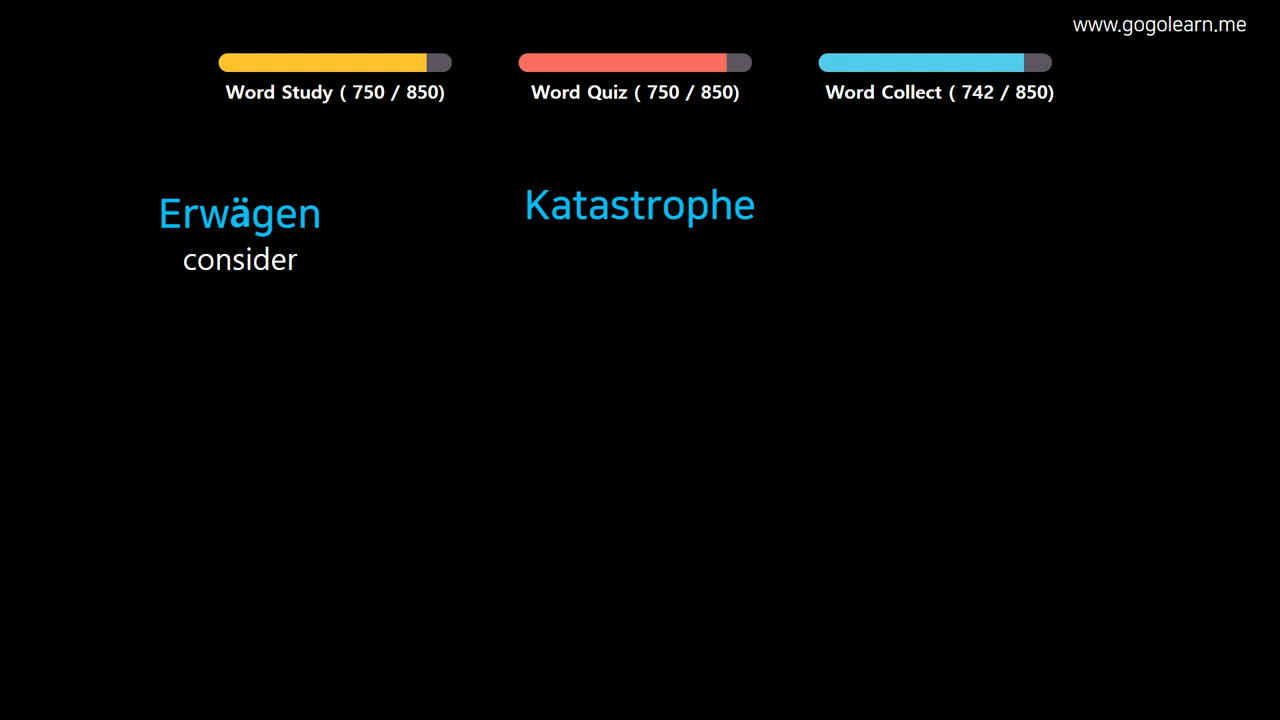 www.gogolearn.me
Word Study ( 750 / 850)
Word Quiz ( 750 / 850)
Word Collect ( 742 / 850)
Erwägen
consider
Katastrophe